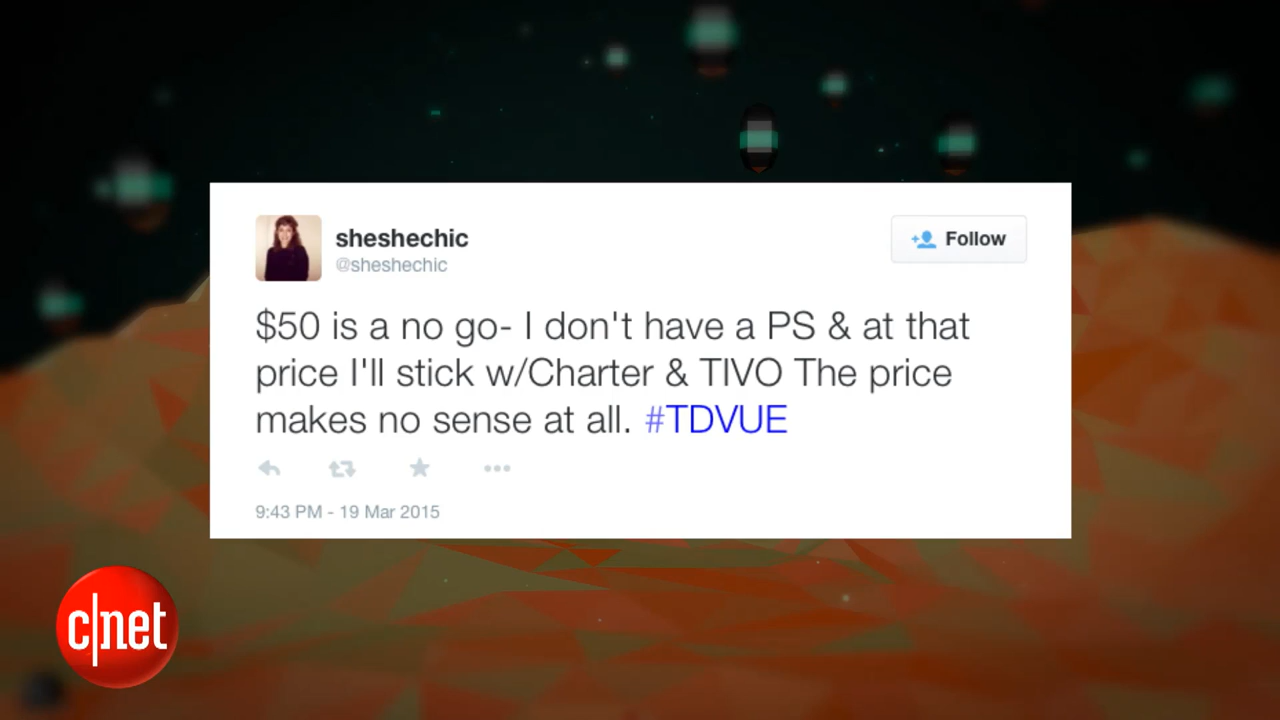 sheshechic
@sheshechic
Follow
$50 is a no go- I don't have a PS & at that
price I'll stick w/Charter & TIVO The price
makes no sense at all. #TDVUE
9:43 PM - 19 Mar 2015
c|net